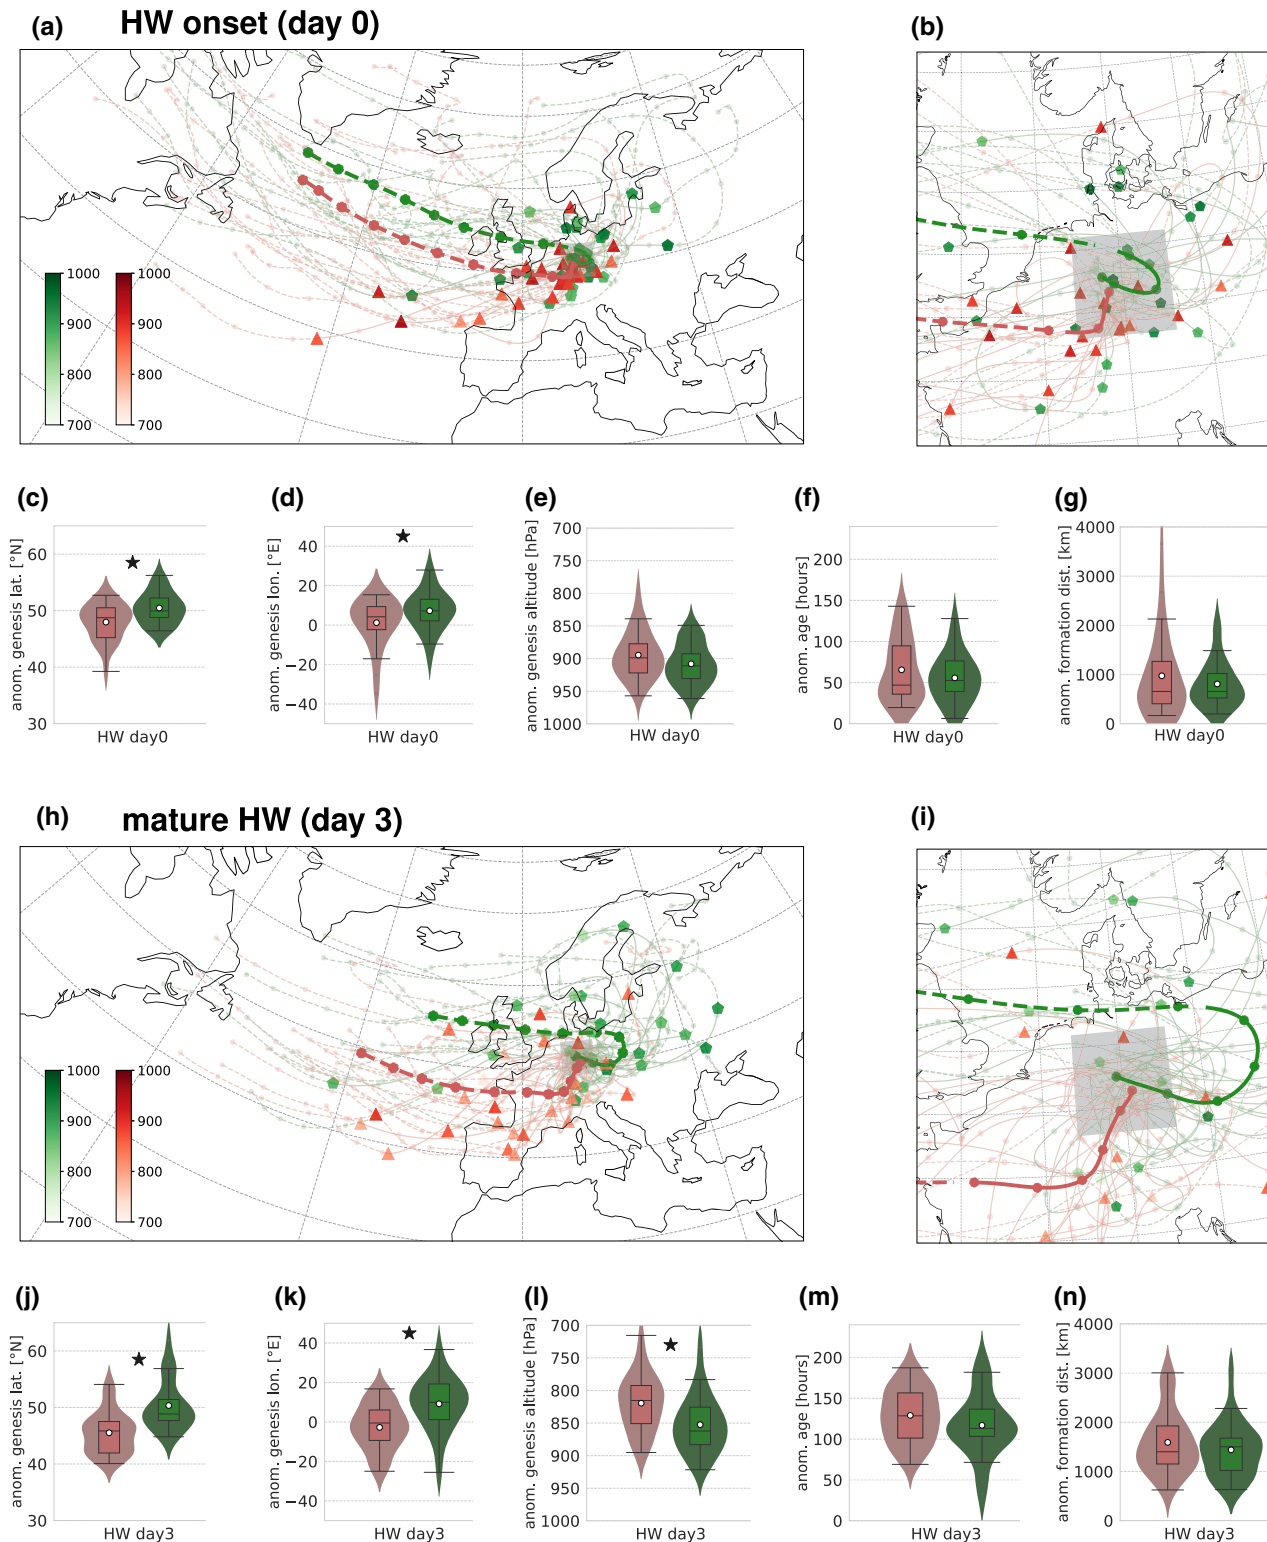 (a) HW onset (day 0) (b)
1000 1000
900 900
800 800
700 700
(c) (d) (e) (f) (g)
anom. genesis lat. [°N]
60
50
40
30
HW day0
anom. genesis lon. [°E]
40
20
0
−20
−40
HW day0
anom. genesis altitude [hPa]
700
750
800
850
900
950
1000
HW day0
anom. age [hours]
200
150
100
50
0
HW day0
anom. formation dist. [km]
4000
3000
2000
1000
0
HW day0
(h) mature HW (day 3) (i)
1000 1000
900 900
800 800
700 700
(j) (k) (l) (m) (n)
anom. genesis lat. [°N]
60
50
40
30
HW day3
anom. genesis lon. [°E]
40
20
0
−20
−40
HW day3
anom. genesis altitude [hPa]
700
750
800
850
900
950
1000
HW day3
anom. age [hours]
200
150
100
50
0
HW day3
anom. formation dist. [km]
4000
3000
2000
1000
0
HW day3